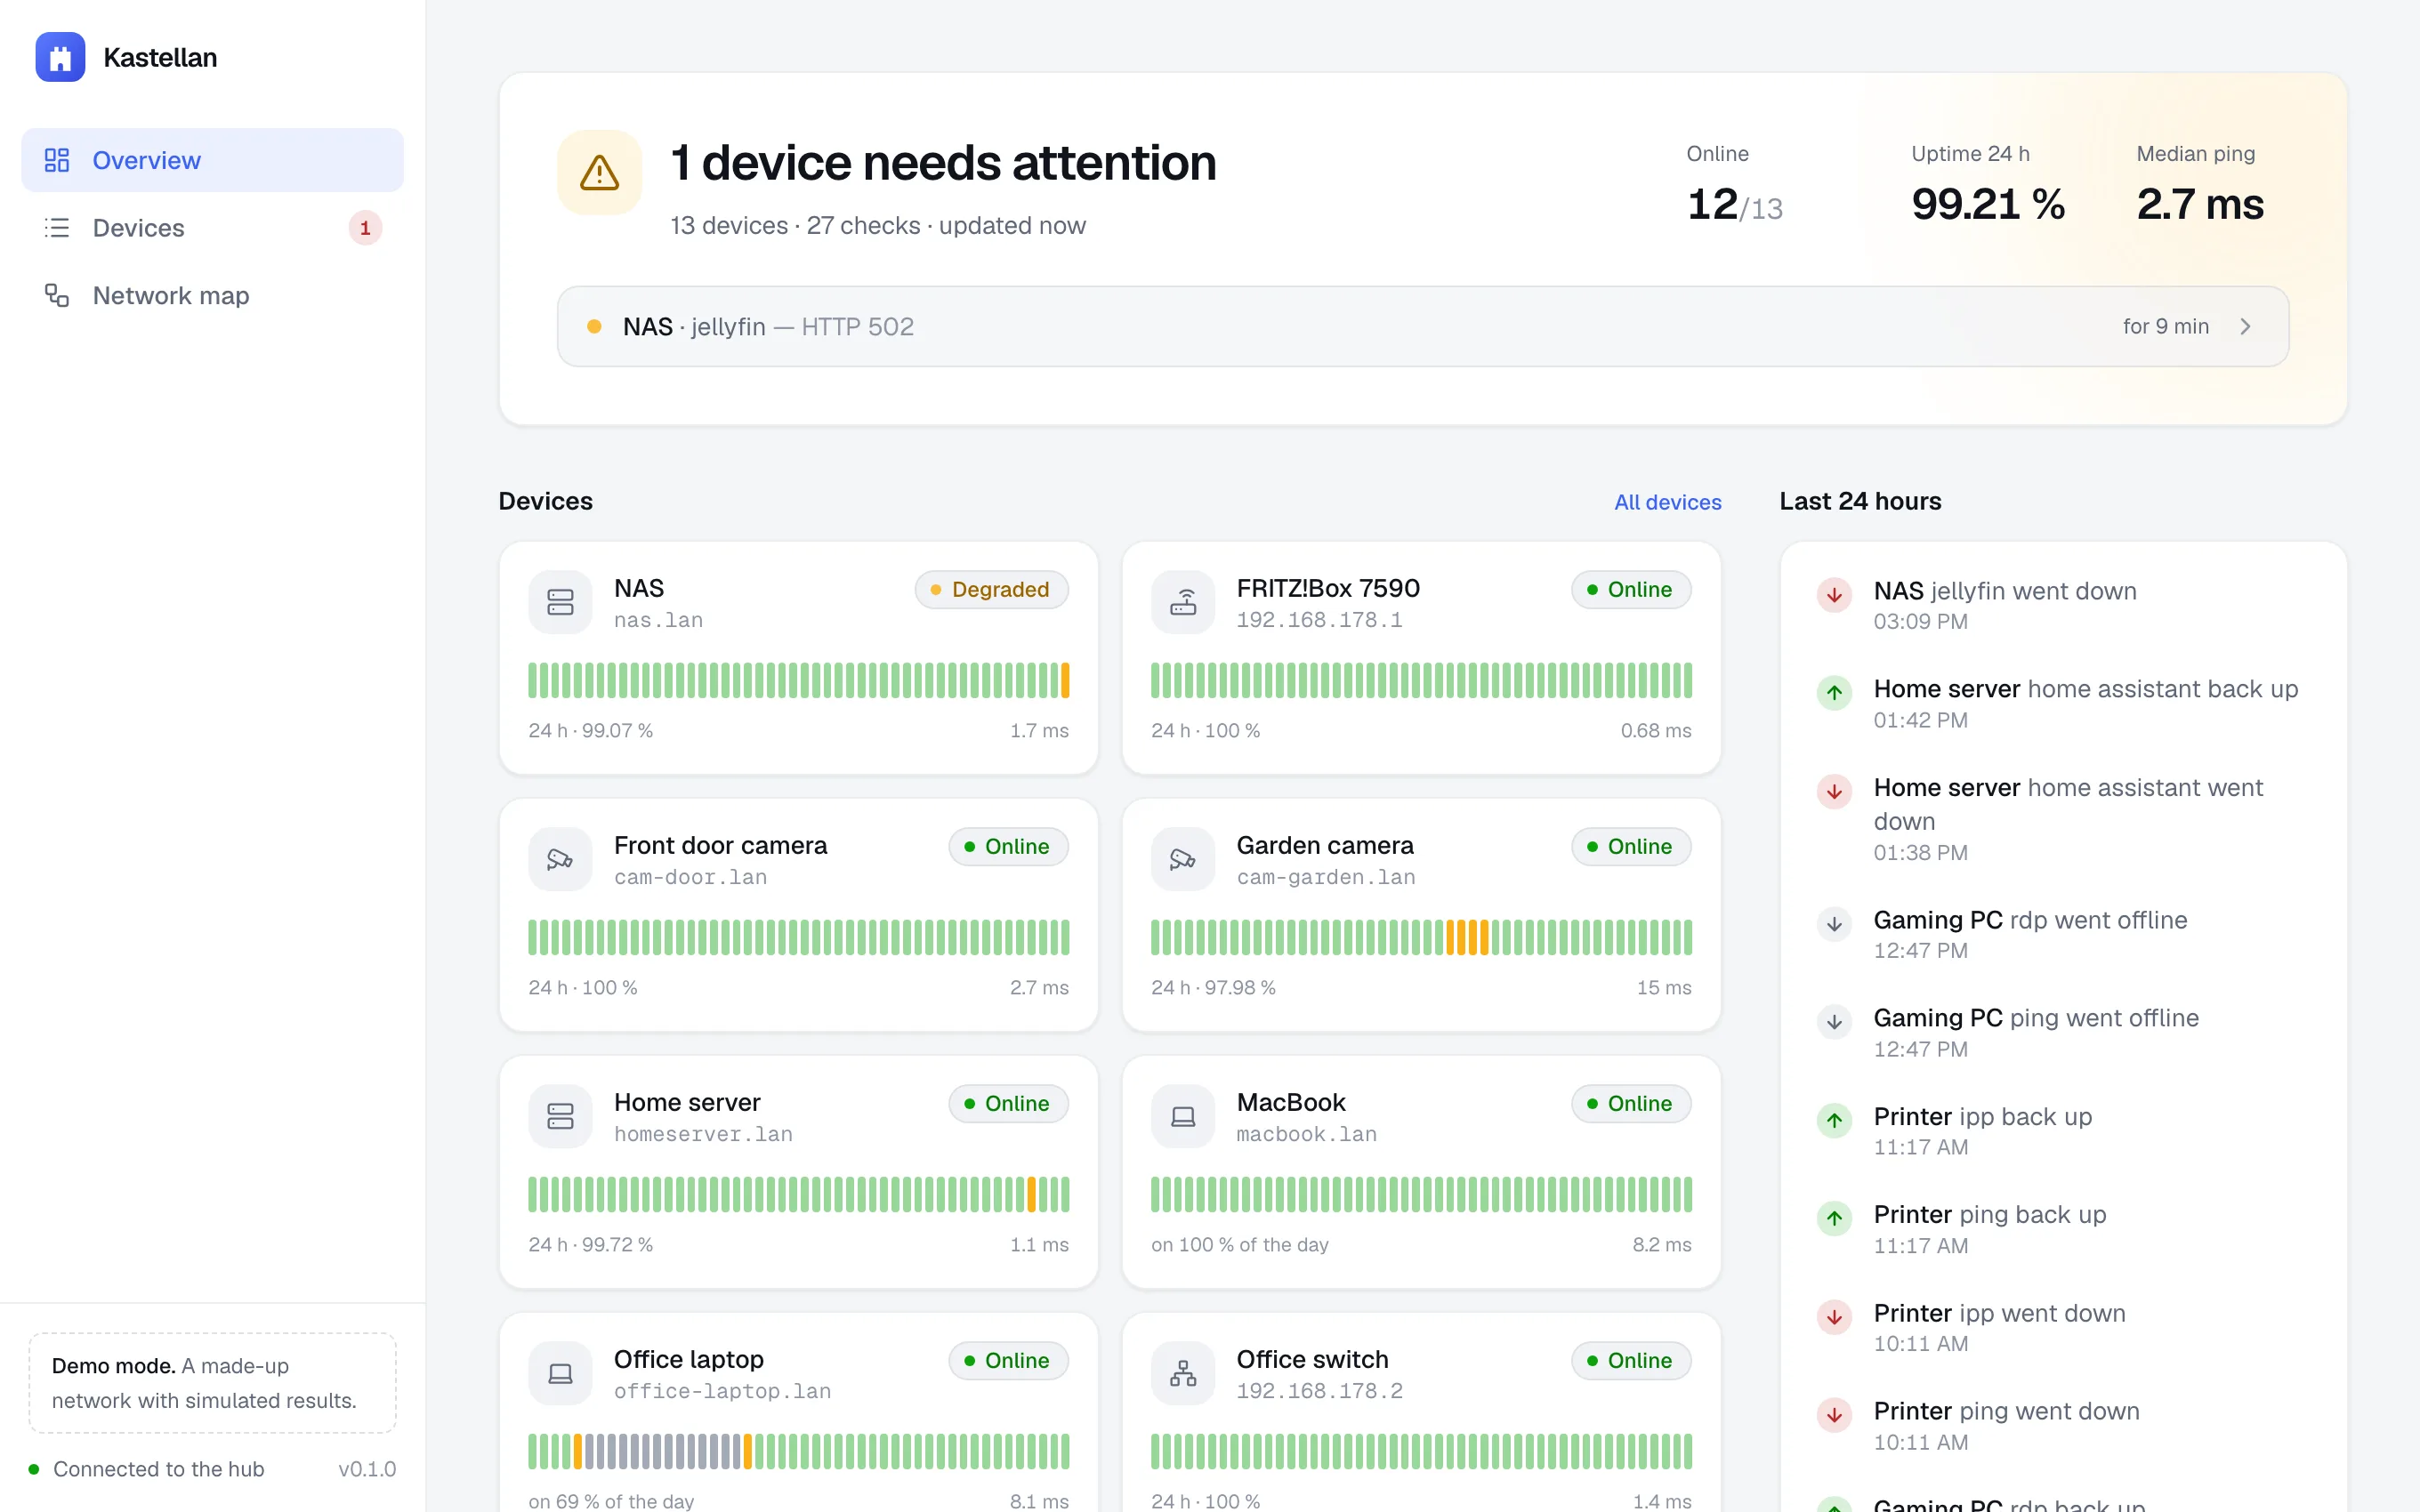 Kastellan
Overview
Devices 1
Network map
Demo mode. A made-up
network with simulated results.
Connected to the hub v0.1.0
1 device needs attention
13 devices · 27 checks · updated now
Online
12/13
Uptime 24 h
99.21 %
Median ping
2.7 ms
NAS · jellyfin — HTTP 502 for 9 min
Devices All devices
NAS Degraded
nas.lan
24 h · 99.07 % 1.7 ms
FRITZ!Box 7590 Online
192.168.178.1
24 h · 100 % 0.68 ms
Front door camera Online
cam-door.lan
24 h · 100 % 2.7 ms
Garden camera Online
cam-garden.lan
24 h · 97.98 % 15 ms
Home server Online
homeserver.lan
24 h · 99.72 % 1.1 ms
MacBook Online
macbook.lan
on 100 % of the day 8.2 ms
Office laptop Online
office-laptop.lan
on 69 % of the day 8.1 ms
Office switch Online
192.168.178.2
24 h · 100 % 1.4 ms
Last 24 hours
NAS jellyfin went down
03:09 PM
Home server home assistant back up
01:42 PM
Home server home assistant went
down
01:38 PM
Gaming PC rdp went offline
12:47 PM
Gaming PC ping went offline
12:47 PM
Printer ipp back up
11:17 AM
Printer ping back up
11:17 AM
Printer ipp went down
10:11 AM
Printer ping went down
10:11 AM
Gaming PC rdp back up